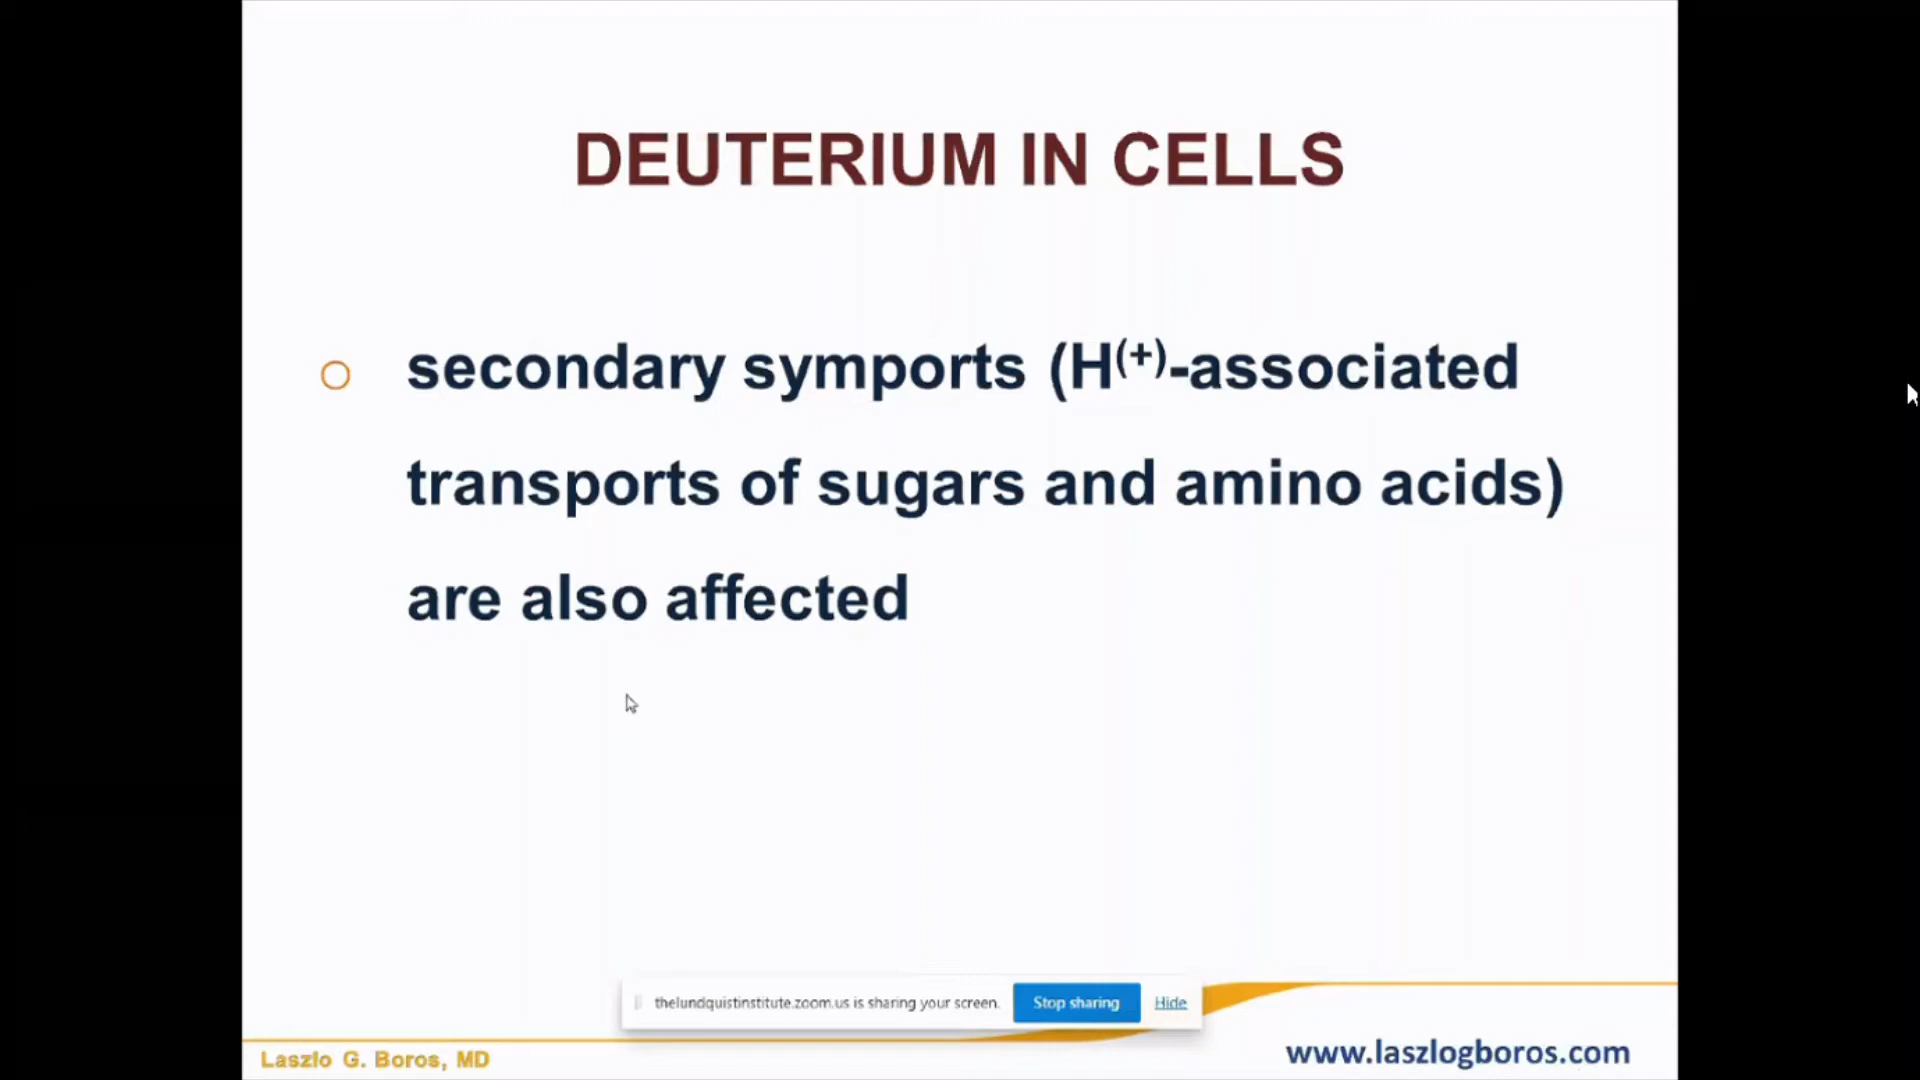 DEUTERIUM IN CELLS
secondary symports (H(+)-associated
transports of sugars and amino acids)
are also affected
thelundquistinstitute.zoom.us is sharing your screen. Stop sharing Hide
Laszlo G. Boros, MD
www.laszlogboros.com